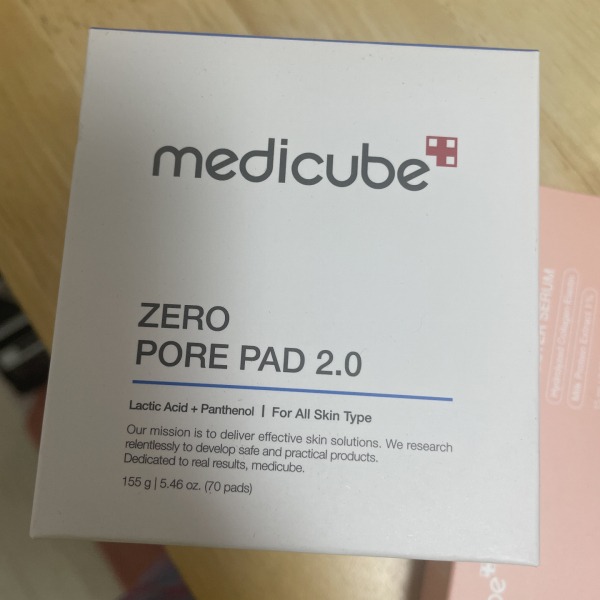 medicube
ZERO
PORE PAD 2.0
Lactic Acid + Panthenol | For All Skin Type
Our mission is to deliver effective skin solutions. We research
relentlessly to develop safe and practical products.
Dedicated to real results, medicube.
155 g | 5.46 oz. (70 pads)
SERUM